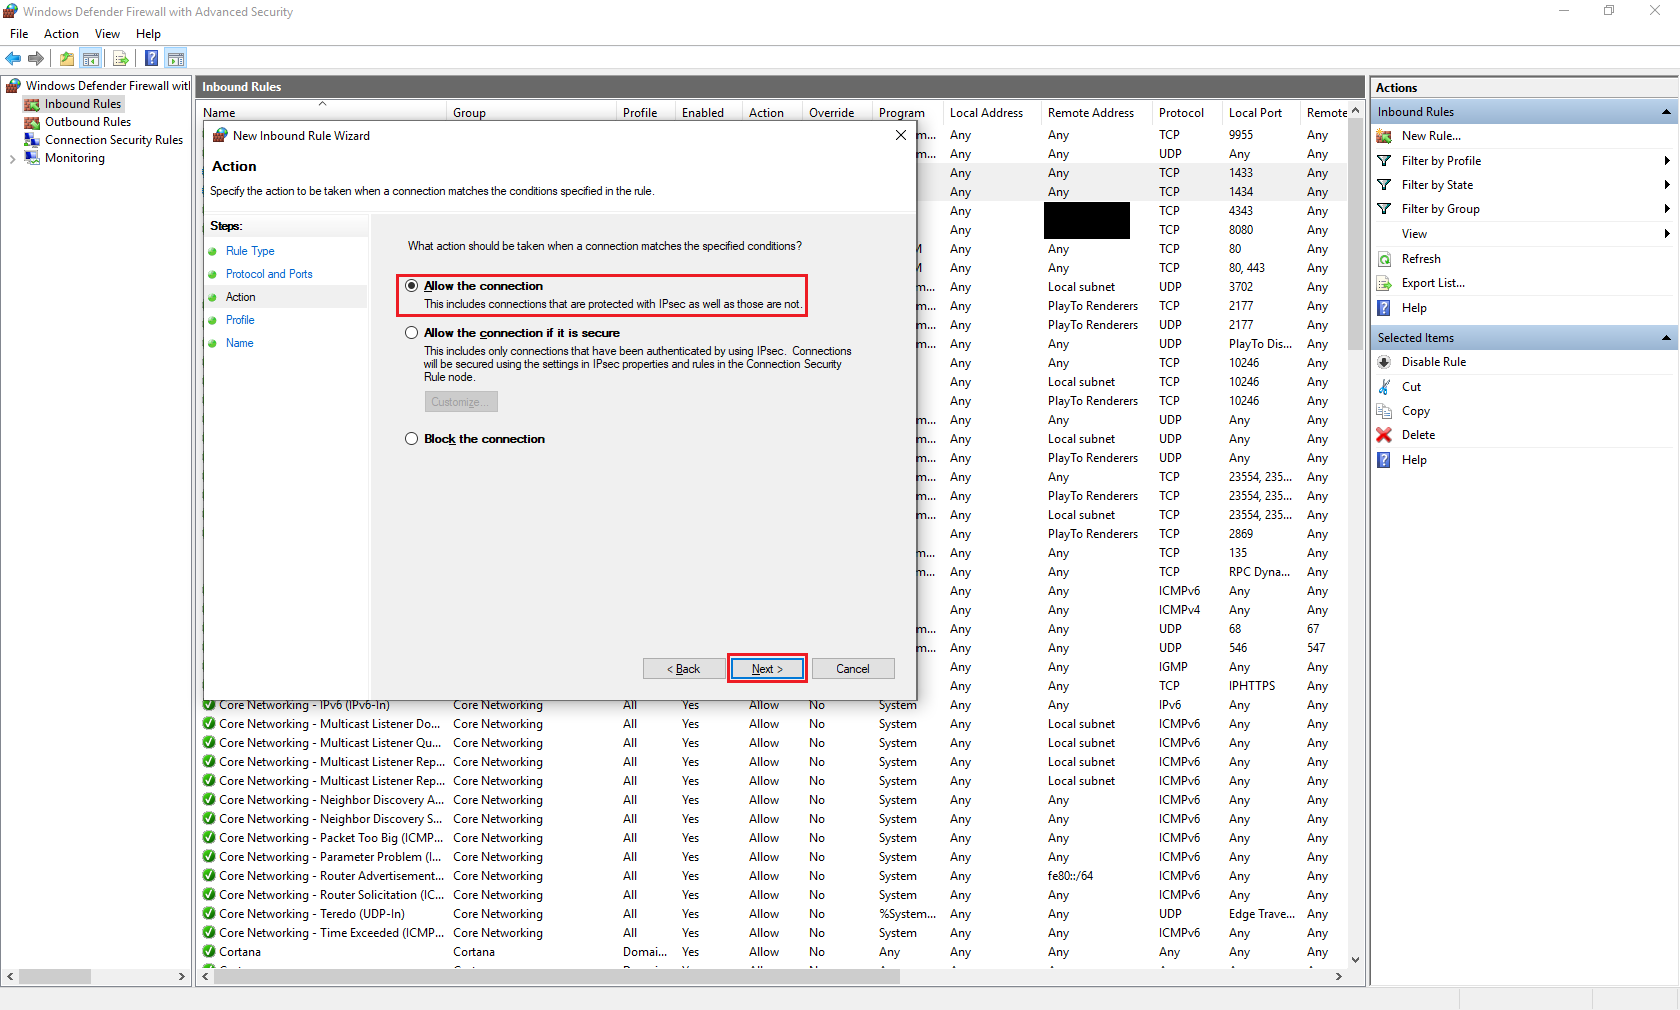 Windows Defender Firewall with Advanced Security
File Action View Help
Windows Defender Firewall wit
Inbound Rules
Outbound Rules
Connection Security Rules
Monitoring
Inbound Rules
Name Group Profile Enabled Action Override Program Local Address Remote Address Protocol Local Port Remote
New Inbound Rule Wizard
Action
Specify the action to be taken when a connection matches the conditions specified in the rule.
Steps:
Rule Type
Protocol and Ports
Action
Profile
Name
What action should be taken when a connection matches the specified conditions?
Allow the connection
This includes connections that are protected with IPsec as well as those are not.
Allow the connection if it is secure
This includes only connections that have been authenticated by using IPsec. Connections
will be secured using the settings in IPsec properties and rules in the Connection Security
Rule node.
Customize...
Block the connection
< Back Next > Cancel
m... Any Any TCP 9955 Any
m... Any Any UDP Any Any
Any Any TCP 1433 Any
Any Any TCP 1434 Any
Any TCP 4343 Any
Any TCP 8080 Any
Any Any TCP 80 Any
Any Any TCP 80, 443 Any
Any Local subnet UDP 3702 Any
Any PlayTo Renderers TCP 2177 Any
Any PlayTo Renderers UDP 2177 Any
Any Any UDP PlayTo Dis... Any
Any Any TCP 10246 Any
Any Local subnet TCP 10246 Any
Any PlayTo Renderers TCP 10246 Any
m... Any Any UDP Any Any
m... Any Local subnet UDP Any Any
m... Any PlayTo Renderers UDP Any Any
m... Any Any TCP 23554, 235... Any
m... Any PlayTo Renderers TCP 23554, 235... Any
m... Any Local subnet TCP 23554, 235... Any
Any PlayTo Renderers TCP 2869 Any
m... Any Any TCP 135 Any
m... Any Any TCP RPC Dyna... Any
Any Any ICMPv6 Any Any
Any Any ICMPv4 Any Any
m... Any Any UDP 68 67
m... Any Any UDP 546 547
Any Any IGMP Any Any
Any Any TCP IPHTTPS Any
Core Networking - IPv6 (IPv6-In) Core Networking All Yes Allow No System Any Any IPv6 Any Any
Core Networking - Multicast Listener Do... Core Networking All Yes Allow No System Any Local subnet ICMPv6 Any Any
Core Networking - Multicast Listener Qu... Core Networking All Yes Allow No System Any Local subnet ICMPv6 Any Any
Core Networking - Multicast Listener Rep... Core Networking All Yes Allow No System Any Local subnet ICMPv6 Any Any
Core Networking - Multicast Listener Rep... Core Networking All Yes Allow No System Any Local subnet ICMPv6 Any Any
Core Networking - Neighbor Discovery A... Core Networking All Yes Allow No System Any Any ICMPv6 Any Any
Core Networking - Neighbor Discovery S... Core Networking All Yes Allow No System Any Any ICMPv6 Any Any
Core Networking - Packet Too Big (ICMP... Core Networking All Yes Allow No System Any Any ICMPv6 Any Any
Core Networking - Parameter Problem (I... Core Networking All Yes Allow No System Any Any ICMPv6 Any Any
Core Networking - Router Advertisement... Core Networking All Yes Allow No System Any fe80::/64 ICMPv6 Any Any
Core Networking - Router Solicitation (IC... Core Networking All Yes Allow No System Any Any ICMPv6 Any Any
Core Networking - Teredo (UDP-In) Core Networking All Yes Allow No %System... Any Any UDP Edge Trave... Any
Core Networking - Time Exceeded (ICMP... Core Networking All Yes Allow No System Any Any ICMPv6 Any Any
Cortana Cortana Domai... Yes Allow No Any Any Any Any Any Any
Actions
Inbound Rules
New Rule...
Filter by Profile
Filter by State
Filter by Group
View
Refresh
Export List...
Help
Selected Items
Disable Rule
Cut
Copy
Delete
Help